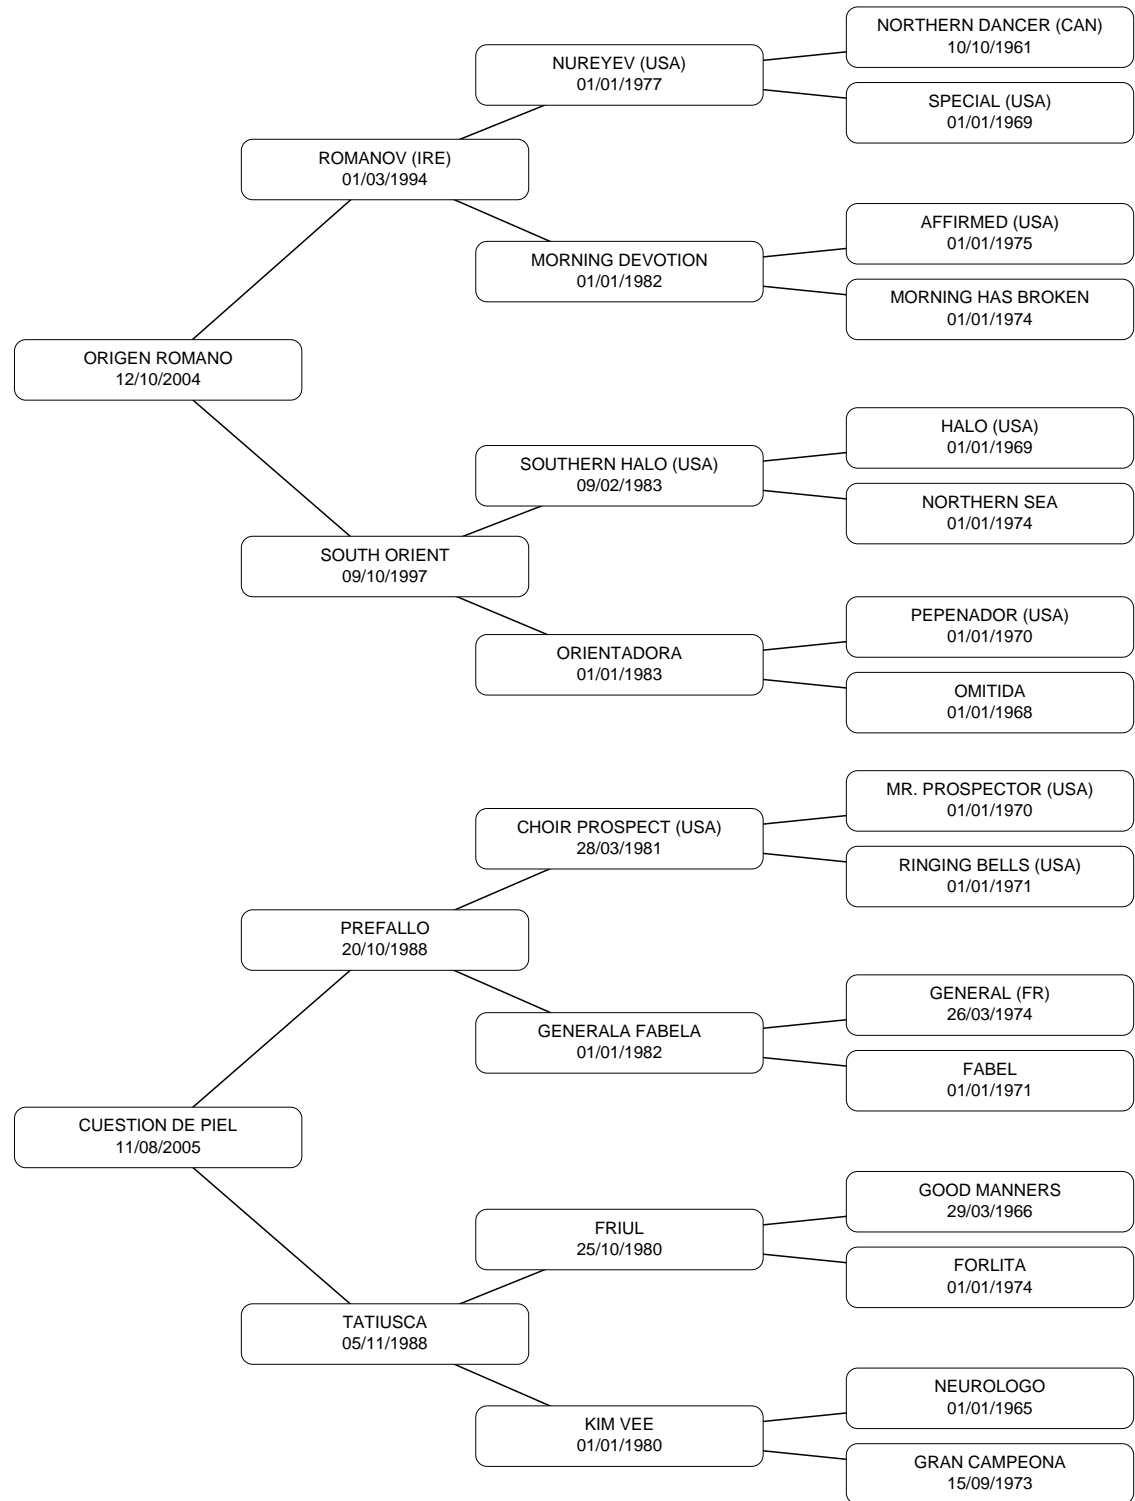 NORTHERN DANCER (CAN)
10/10/1961
NUREYEV (USA)
01/01/1977
SPECIAL (USA)
01/01/1969
ROMANOV (IRE)
01/03/1994
AFFIRMED (USA)
01/01/1975
MORNING DEVOTION
01/01/1982
MORNING HAS BROKEN
01/01/1974
ORIGEN ROMANO
12/10/2004
HALO (USA)
01/01/1969
SOUTHERN HALO (USA)
09/02/1983
NORTHERN SEA
01/01/1974
SOUTH ORIENT
09/10/1997
PEPENADOR (USA)
01/01/1970
ORIENTADORA
01/01/1983
OMITIDA
01/01/1968
MR. PROSPECTOR (USA)
01/01/1970
CHOIR PROSPECT (USA)
28/03/1981
RINGING BELLS (USA)
01/01/1971
PREFALLO
20/10/1988
GENERAL (FR)
26/03/1974
GENERALA FABELA
01/01/1982
FABEL
01/01/1971
CUESTION DE PIEL
11/08/2005
GOOD MANNERS
29/03/1966
FRIUL
25/10/1980
FORLITA
01/01/1974
TATIUSCA
05/11/1988
NEUROLOGO
01/01/1965
KIM VEE
01/01/1980
GRAN CAMPEONA
15/09/1973